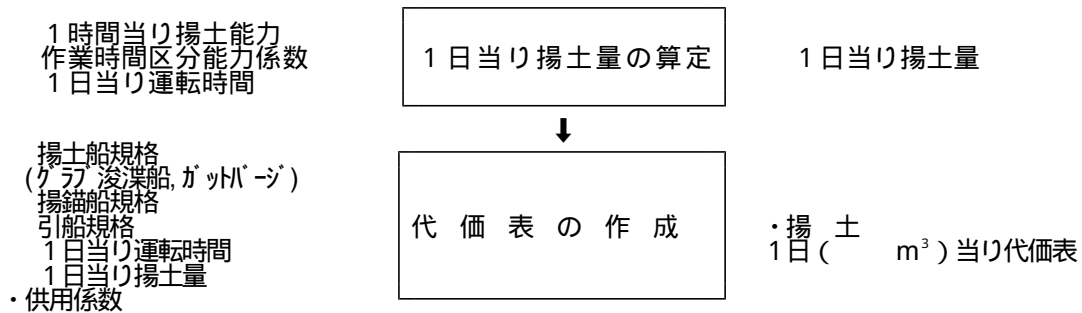 1時間当り揚土能力
作業時間区分能力係数
1日当り運転時間
1日当り揚土量の算定
1日当り揚土量
⬇
揚土船規格
(グラブ浚渫船,ガットバージ)
揚錨船規格
引船規格
1日当り運転時間
1日当り揚土量
・供用係数
代 価 表 の 作 成
・揚 土
1日( m³)当り代価表